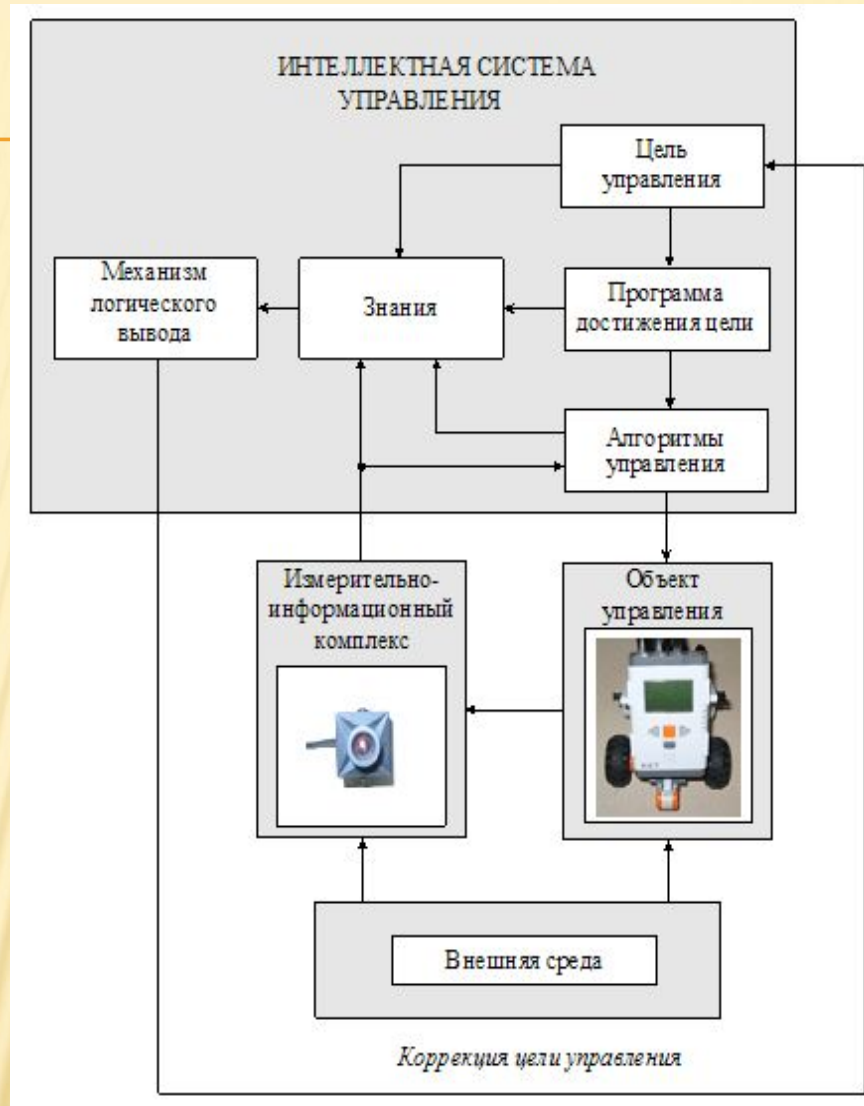 ИНТЕЛЛЕКТНАЯ СИСТЕМА
УПРАВЛЕНИЯ
Цель
управления
Механизм
логического
вывода
Знания
Программа
достижения цели
Алгоритмы
управления
Измерительно-
информационный
комплекс
Объект
управления
Внешняя среда
Коррекция цели управления